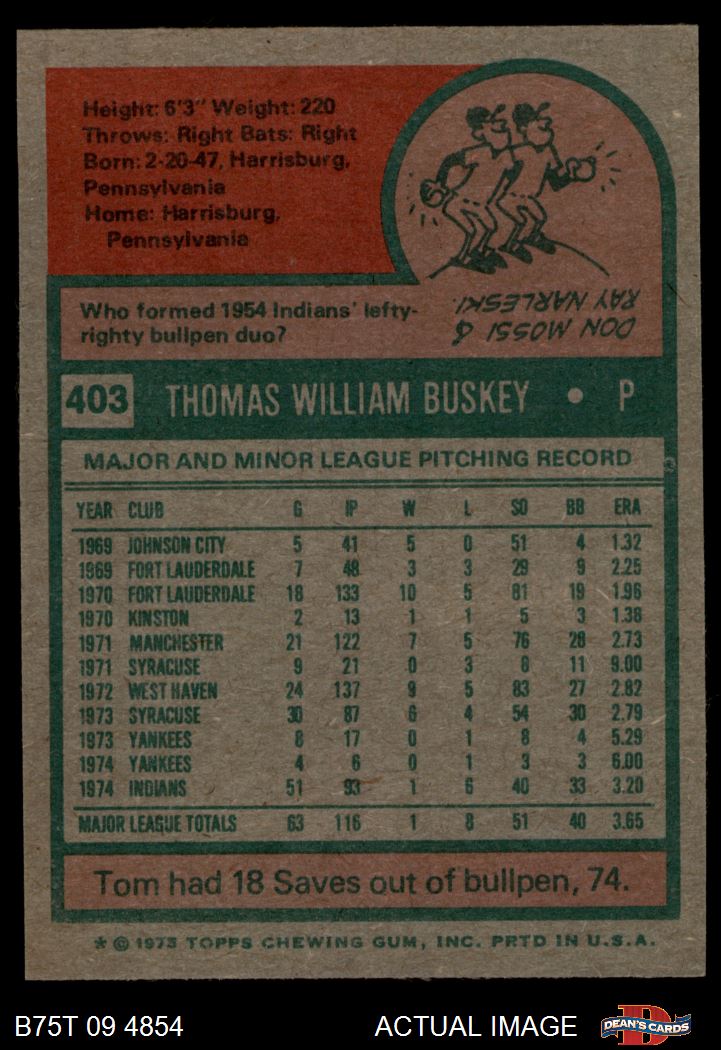 Height: 6'3" Weight: 220
Throws: Right Bats: Right
Born: 2-20-47, Harrisburg,
Pennsylvania
Home: Harrisburg,
Pennsylvania
Who formed 1954 Indians' lefty-
righty bullpen duo?
DON MOSSI &
RAY NARLESKI.
403 THOMAS WILLIAM BUSKEY • P
MAJOR AND MINOR LEAGUE PITCHING RECORD
YEAR CLUB G IP W L SO BB ERA
1969 JOHNSON CITY 5 41 5 0 51 4 1.32
1969 FORT LAUDERDALE 7 48 3 3 29 9 2.25
1970 FORT LAUDERDALE 18 133 10 5 81 19 1.96
1970 KINSTON 2 13 1 1 5 3 1.38
1971 MANCHESTER 21 122 7 5 76 28 2.73
1971 SYRACUSE 9 21 0 3 8 11 9.00
1972 WEST HAVEN 24 137 9 5 83 27 2.82
1973 SYRACUSE 30 87 6 4 54 30 2.79
1973 YANKEES 8 17 0 1 8 4 5.29
1974 YANKEES 4 6 0 1 3 3 6.00
1974 INDIANS 51 93 1 6 40 33 3.20
MAJOR LEAGUE TOTALS 63 116 1 8 51 40 3.65
Tom had 18 Saves out of bullpen, 74.
* © 1975 TOPPS CHEWING GUM, INC. PRTD IN U.S.A.
B75T 09 4854 ACTUAL IMAGE DEAN'S CARDS